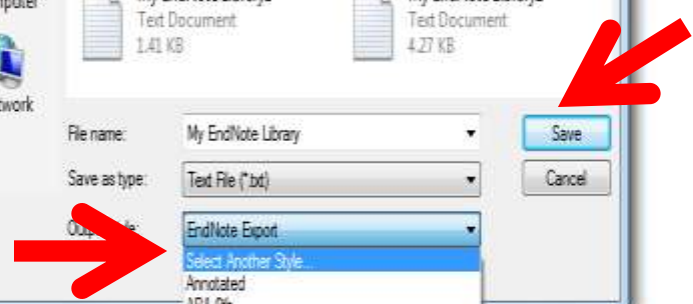 Text Document
Text Document
1.41 KB
4.27 KB
File name:
My EndNote Library
Save
Save as type:
Text File (*.txt)
Cancel
EndNote Export
Select Another Style...
Annotated